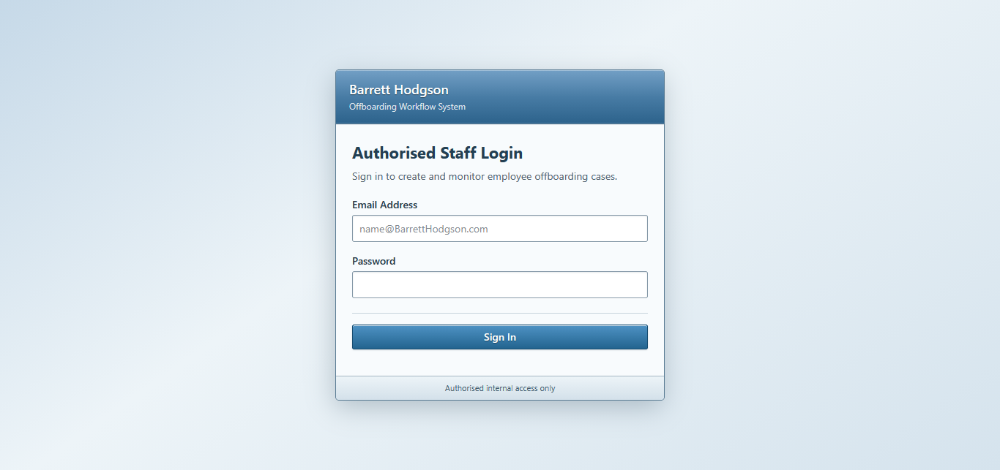 Barrett Hodgson
Offboarding Workflow System
Authorised Staff Login
Sign in to create and monitor employee offboarding cases.
Email Address
name@BarrettHodgson.com
Password
Sign In
Authorised internal access only